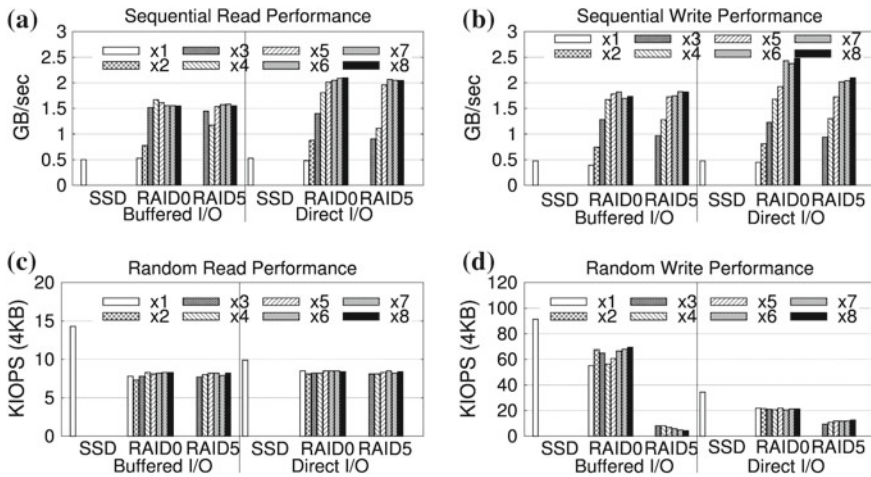 (a) Sequential Read Performance
GB/sec
3
2.5
2
1.5
1
0.5
0
x1 x3 x5 x7
x2 x4 x6 x8
SSD RAID0 RAID5 SSD RAID0 RAID5
Buffered I/O Direct I/O
(b) Sequential Write Performance
GB/sec
3
2.5
2
1.5
1
0.5
0
x1 x3 x5 x7
x2 x4 x6 x8
SSD RAID0 RAID5 SSD RAID0 RAID5
Buffered I/O Direct I/O
(c) Random Read Performance
KIOPS (4KB)
20
15
10
5
0
x1 x3 x5 x7
x2 x4 x6 x8
SSD RAID0 RAID5 SSD RAID0 RAID5
Buffered I/O Direct I/O
(d) Random Write Performance
KIOPS (4KB)
120
100
80
60
40
20
0
x1 x3 x5 x7
x2 x4 x6 x8
SSD RAID0 RAID5 SSD RAID0 RAID5
Buffered I/O Direct I/O